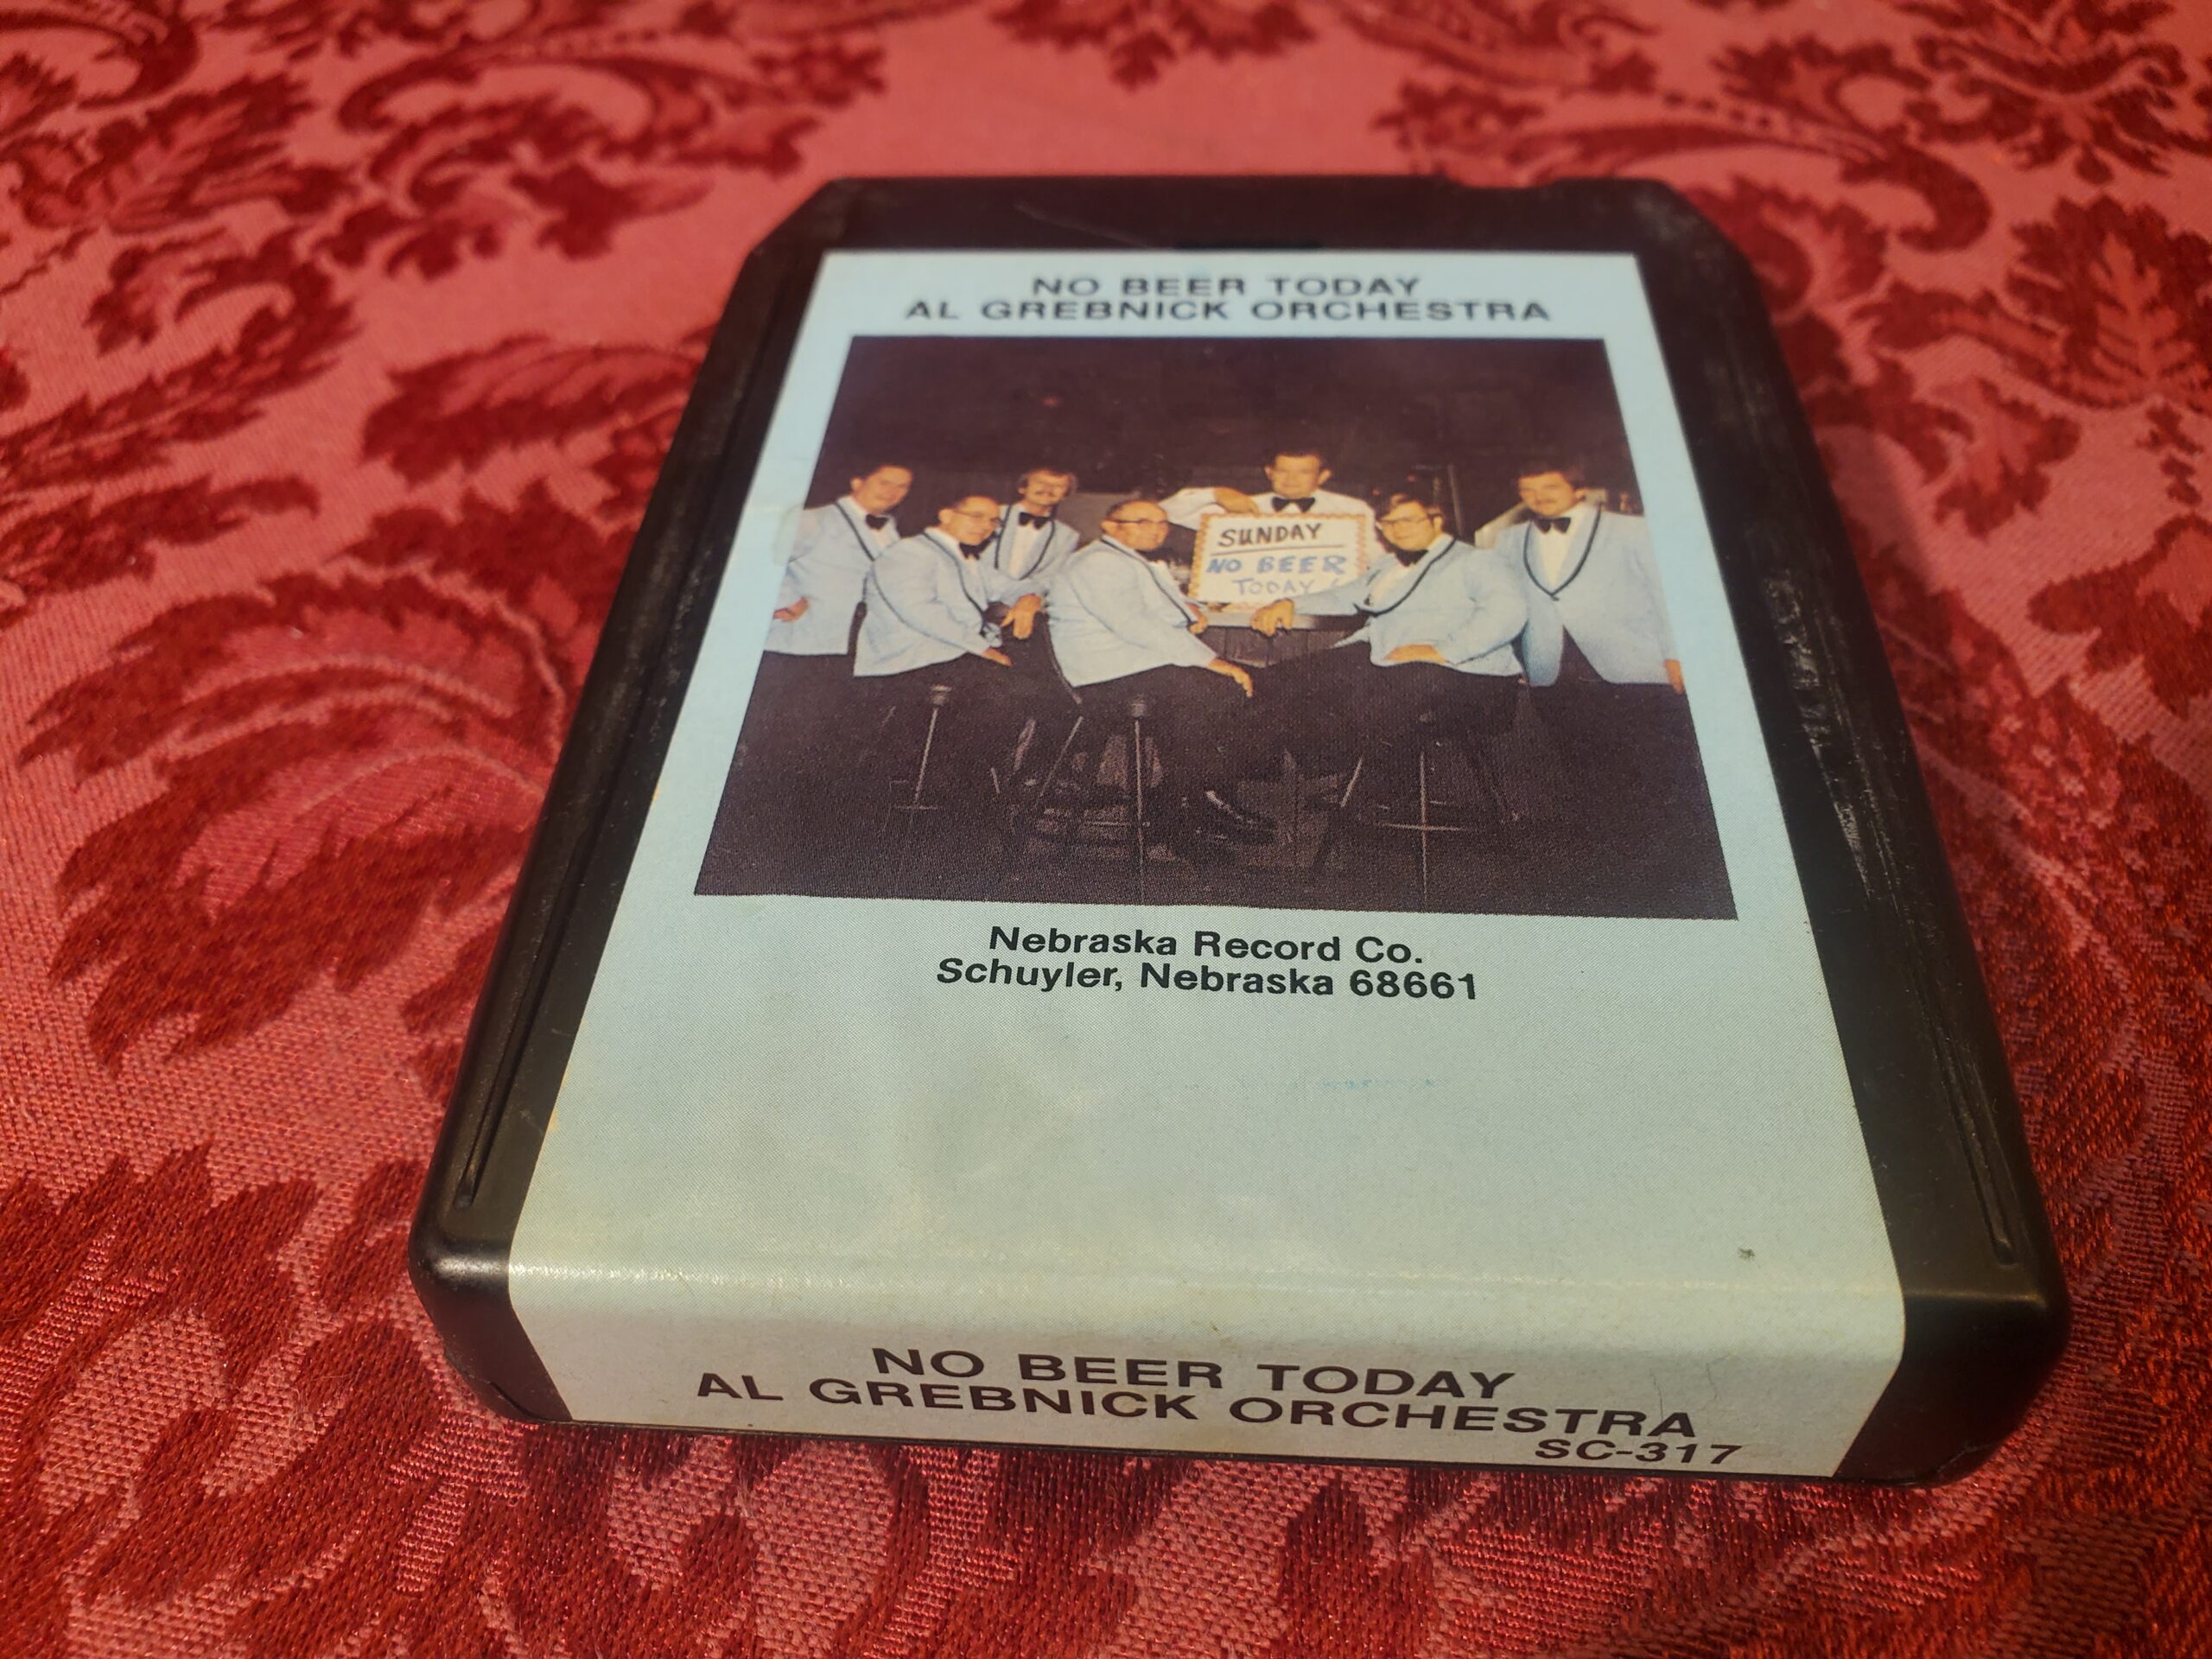 NO BEER TODAY
AL GREBNICK ORCHESTRA
SUNDAY
NO BEER
TODAY!
Nebraska Record Co.
Schuyler, Nebraska 68661
NO BEER TODAY
AL GREBNICK ORCHESTRA
SC-317